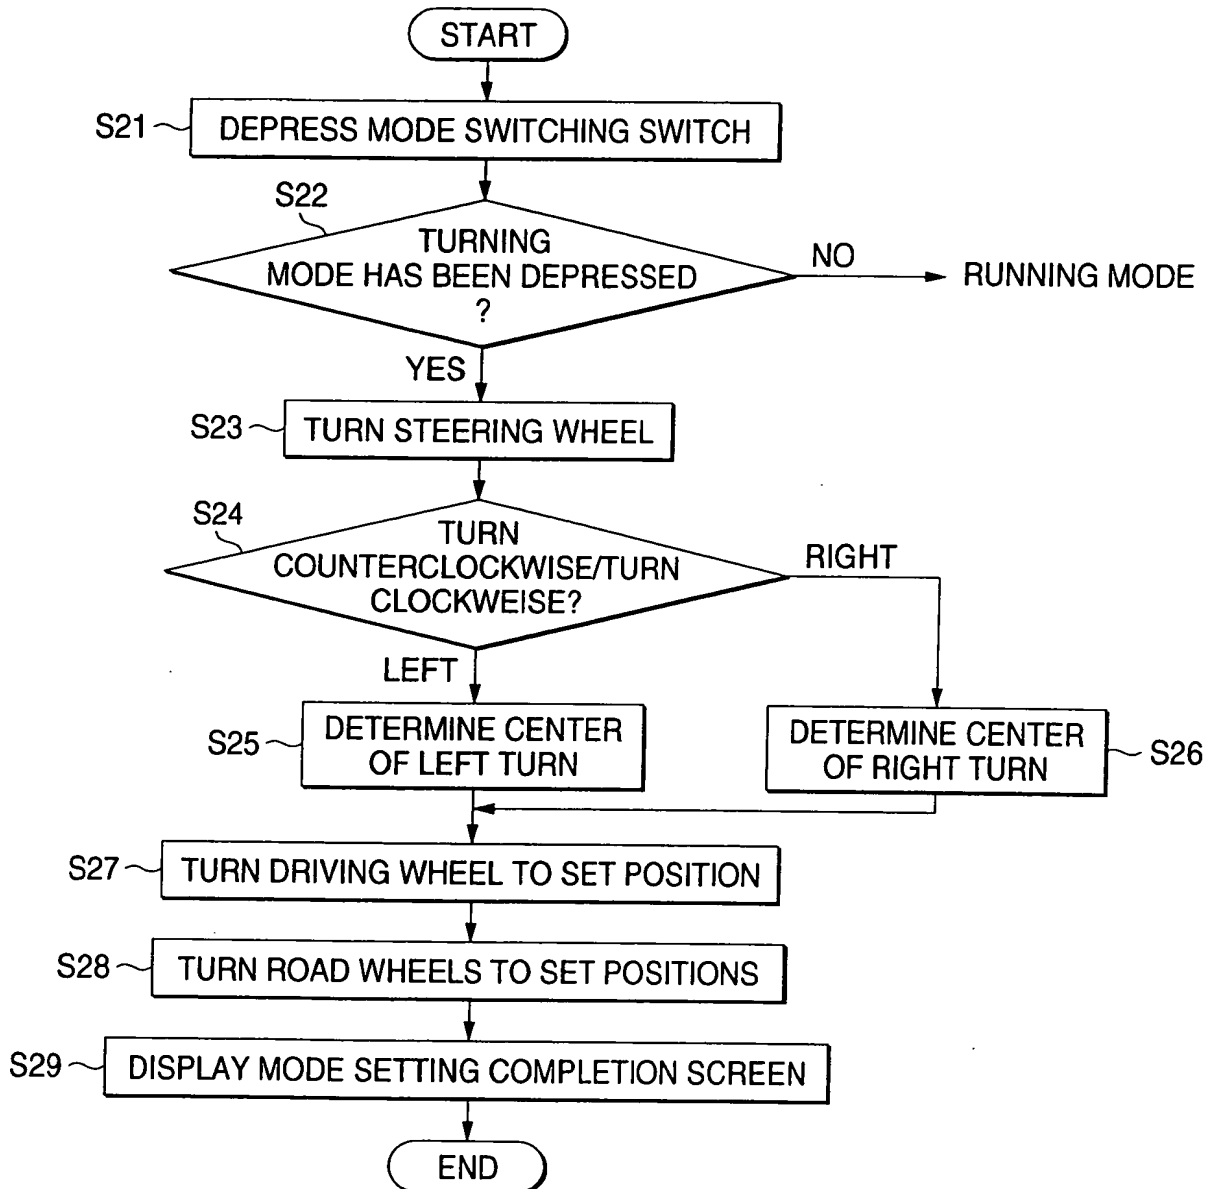 START
S21
DEPRESS MODE SWITCHING SWITCH
S22
TURNING
MODE HAS BEEN DEPRESSED
?
NO
RUNNING MODE
YES
S23
TURN STEERING WHEEL
S24
TURN
COUNTERCLOCKWISE/TURN
CLOCKWEISE?
RIGHT
LEFT
S25
DETERMINE CENTER
OF LEFT TURN
DETERMINE CENTER
OF RIGHT TURN
S26
S27
TURN DRIVING WHEEL TO SET POSITION
S28
TURN ROAD WHEELS TO SET POSITIONS
S29
DISPLAY MODE SETTING COMPLETION SCREEN
END